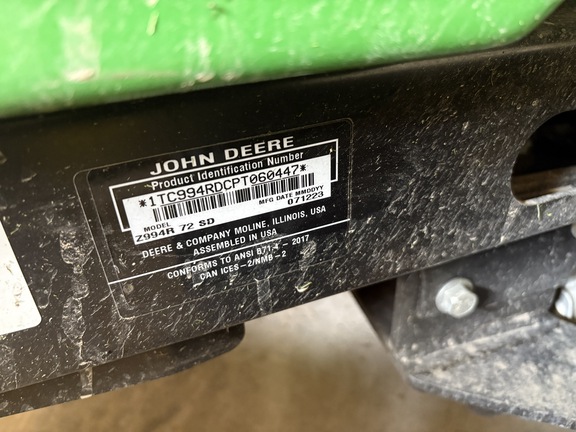 JOHN DEERE
Product Identification Number
*1TC994RDCPT060447*
MODEL MFG DATE MMDDYY
Z994R 72 SD 071223
DEERE & COMPANY MOLINE, ILLINOIS, USA
ASSEMBLED IN USA
CONFORMS TO ANSI B71.4 - 2017
CAN ICES-2/NMB-2